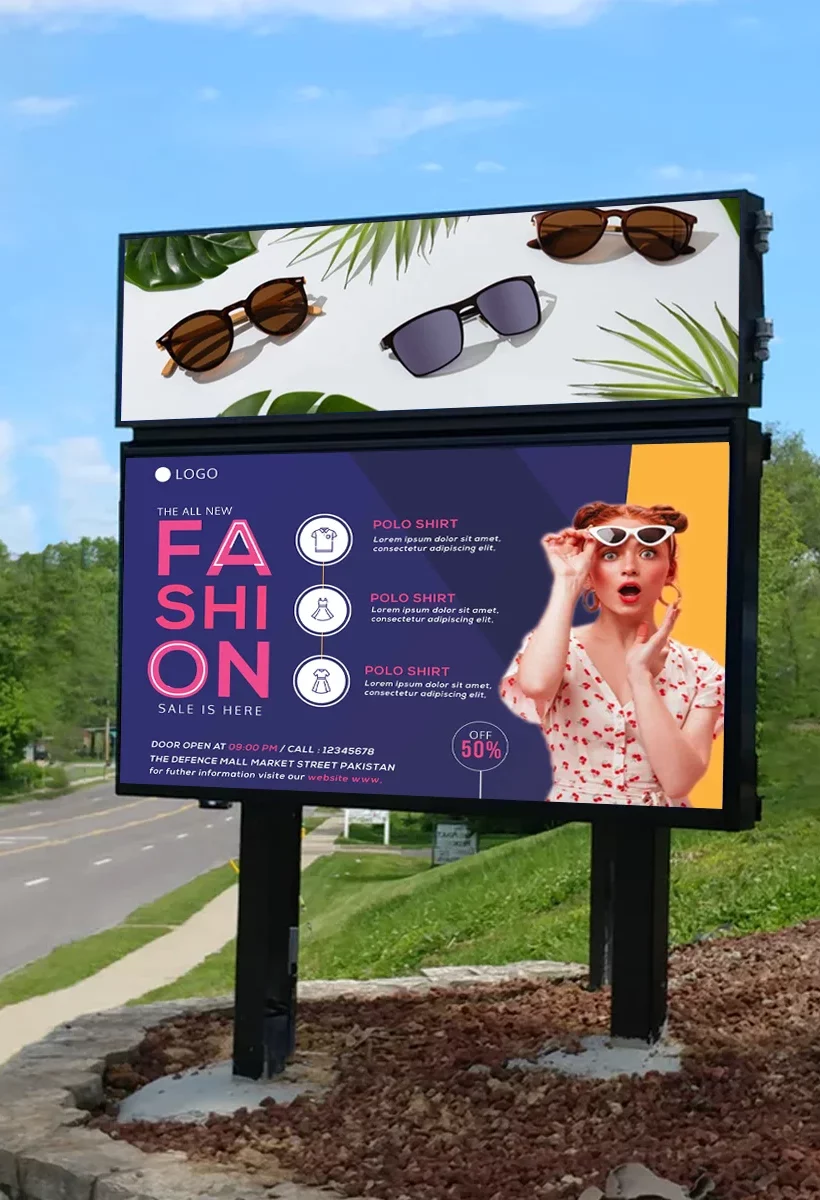 LOGO
THE ALL NEW
FA
SHI
ON
SALE IS HERE
POLO SHIRT
Lorem ipsum dolor sit amet,
consectetur adipiscing elit.
POLO SHIRT
Lorem ipsum dolor sit amet,
consectetur adipiscing elit.
POLO SHIRT
Lorem ipsum dolor sit amet,
consectetur adipiscing elit.
OFF
50%
DOOR OPEN AT 09:00 PM / CALL : 12345678
THE DEFENCE MALL MARKET STREET PAKISTAN
for futher information visite our website www.